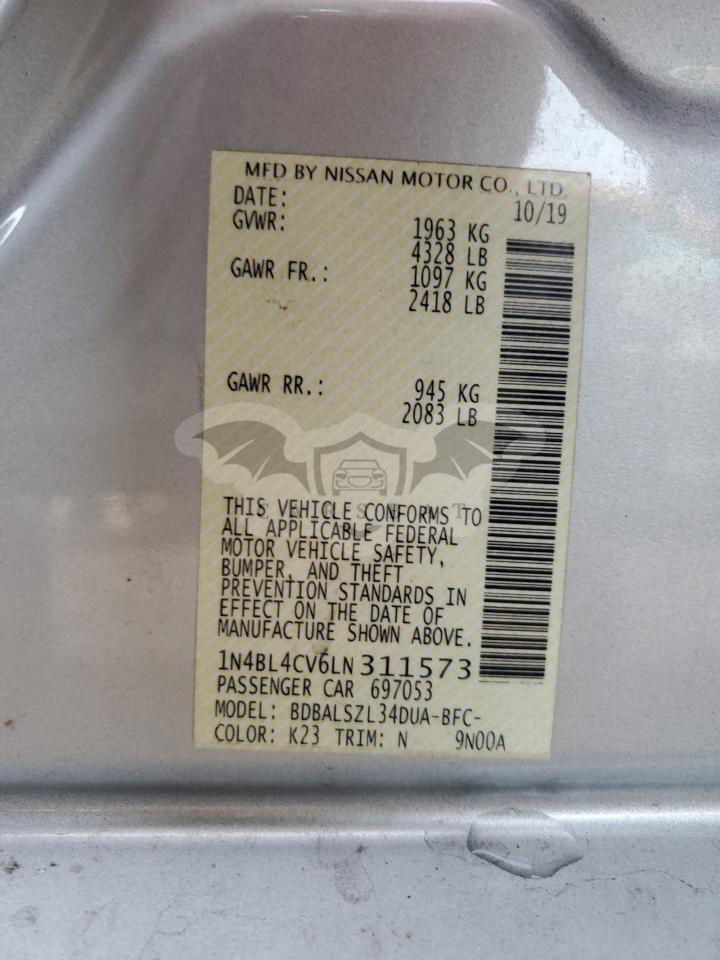 MFD BY NISSAN MOTOR CO., LTD.
DATE: 10/19
GVWR: 1963 KG
4328 LB
GAWR FR.: 1097 KG
2418 LB
GAWR RR.: 945 KG
2083 LB
THIS VEHICLE CONFORMS TO
ALL APPLICABLE FEDERAL
MOTOR VEHICLE SAFETY,
BUMPER, AND THEFT
PREVENTION STANDARDS IN
EFFECT ON THE DATE OF
MANUFACTURE SHOWN ABOVE.
1N4BL4CV6LN311573
PASSENGER CAR 697053
MODEL: BDBALSZL34DUA-BFC-
COLOR: K23 TRIM: N 9N00A